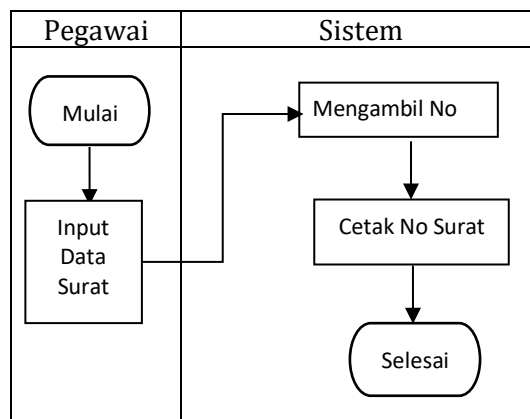 Pegawai
Sistem
Mulai
Input
Data
Surat
Mengambil No
Cetak No Surat
Selesai